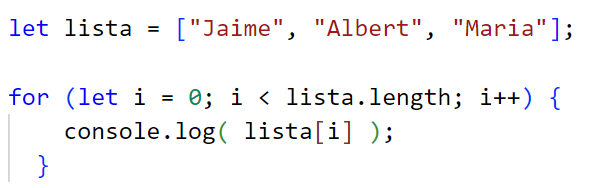 let lista = ["Jaime", "Albert", "Maria"];
for (let i = 0; i < lista.length; i++) {
console.log( lista[i] );
}